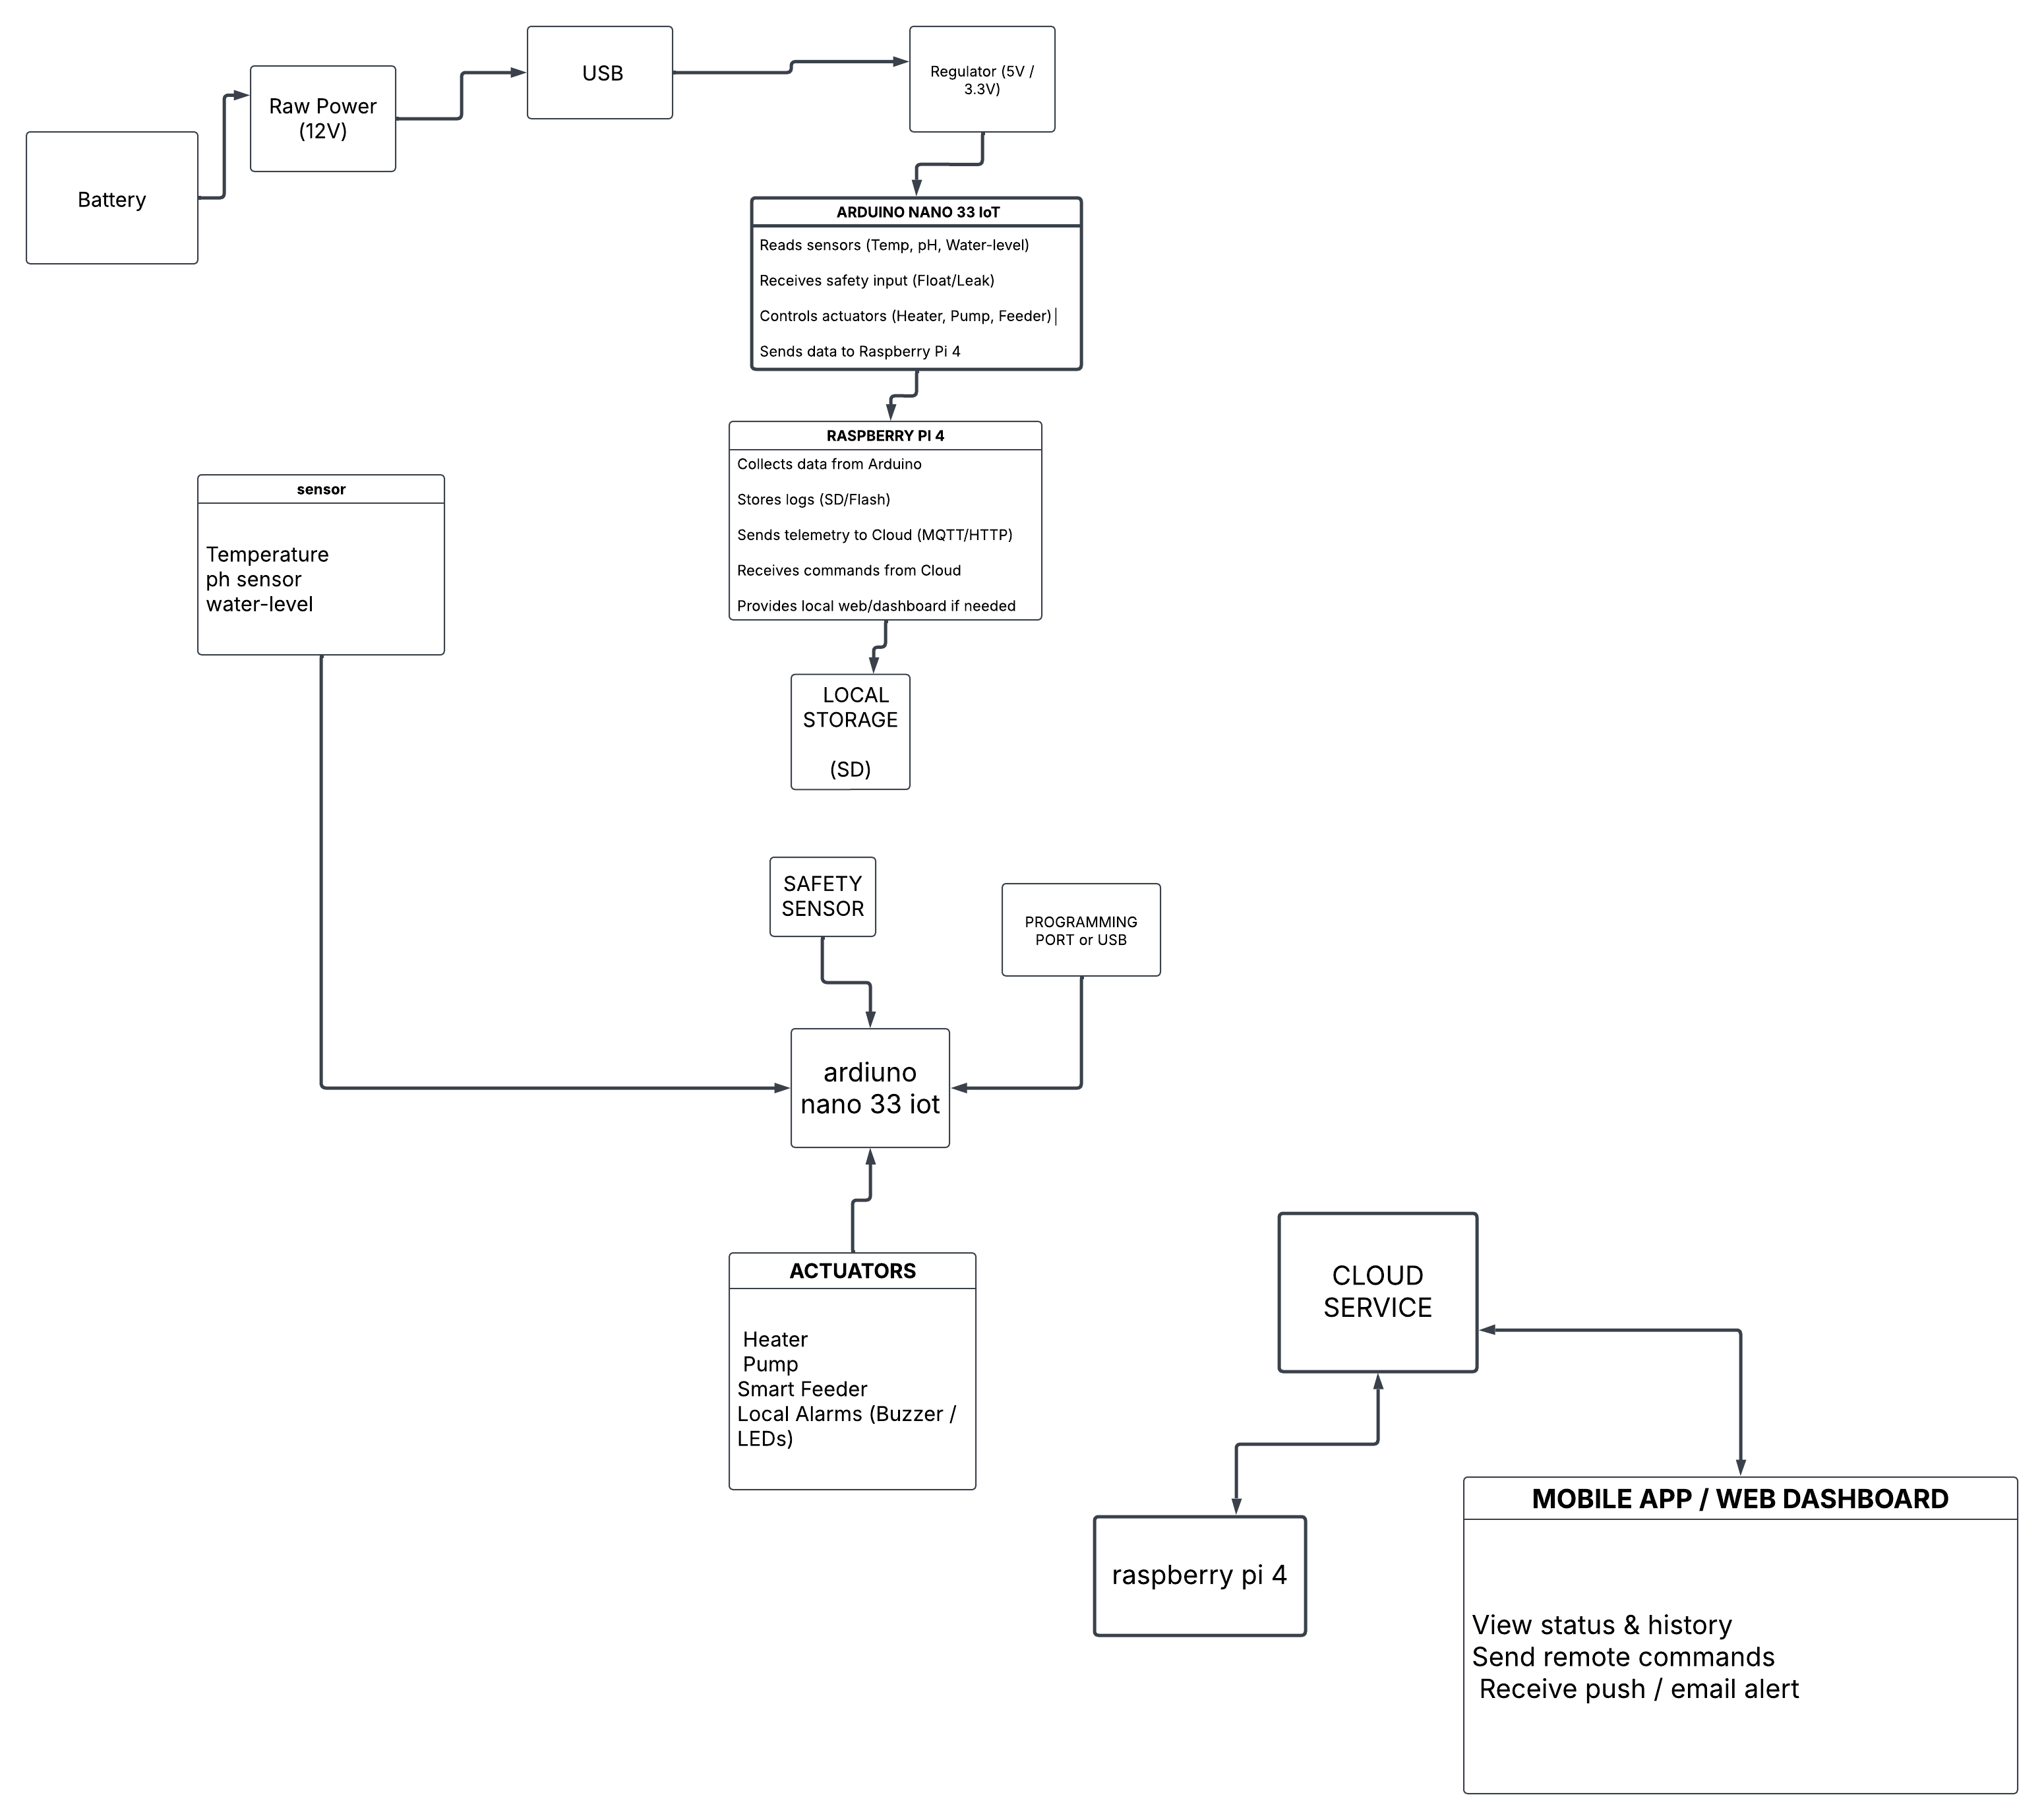 Battery
Raw Power
(12V)
USB
Regulator (5V /
3.3V)
ARDUINO NANO 33 IoT
Reads sensors (Temp, pH, Water-level)
Receives safety input (Float/Leak)
Controls actuators (Heater, Pump, Feeder)|
Sends data to Raspberry Pi 4
RASPBERRY PI 4
Collects data from Arduino
Stores logs (SD/Flash)
Sends telemetry to Cloud (MQTT/HTTP)
Receives commands from Cloud
Provides local web/dashboard if needed
sensor
Temperature
ph sensor
water-level
LOCAL
STORAGE
(SD)
SAFETY
SENSOR
PROGRAMMING
PORT or USB
ardiuno
nano 33 iot
ACTUATORS
Heater
Pump
Smart Feeder
Local Alarms (Buzzer /
LEDs)
CLOUD
SERVICE
raspberry pi 4
MOBILE APP / WEB DASHBOARD
View status & history
Send remote commands
Receive push / email alert